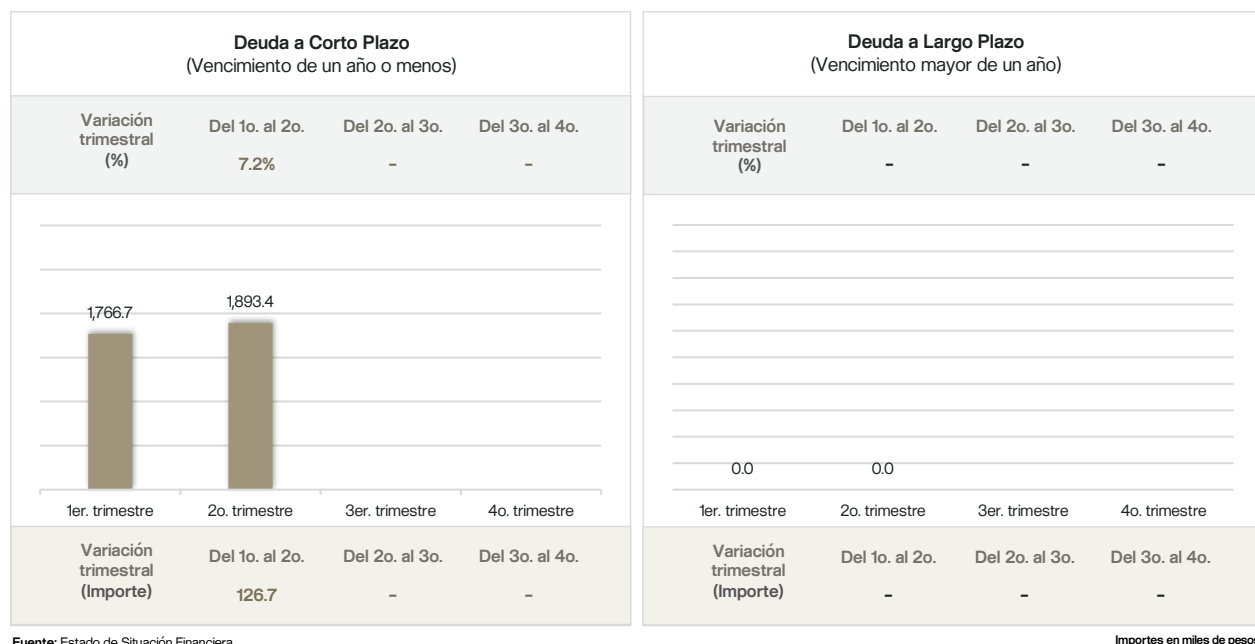 Deuda a Corto Plazo
(Vencimiento de un año o menos)
Variación
trimestral
(%)
Del 1o. al 2o.
Del 2o. al 3o.
Del 3o. al 4o.
7.2%
–
–
1,766.7
1,893.4
1er. trimestre
2o. trimestre
3er. trimestre
4o. trimestre
Variación
trimestral
(Importe)
Del 1o. al 2o.
Del 2o. al 3o.
Del 3o. al 4o.
126.7
–
–
Fuente: Estado de Situación Financiera
Deuda a Largo Plazo
(Vencimiento mayor de un año)
Variación
trimestral
(%)
Del 1o. al 2o.
Del 2o. al 3o.
Del 3o. al 4o.
–
–
–
0.0
0.0
1er. trimestre
2o. trimestre
3er. trimestre
4o. trimestre
Variación
trimestral
(Importe)
Del 1o. al 2o.
Del 2o. al 3o.
Del 3o. al 4o.
–
–
–
Importes en miles de pesos